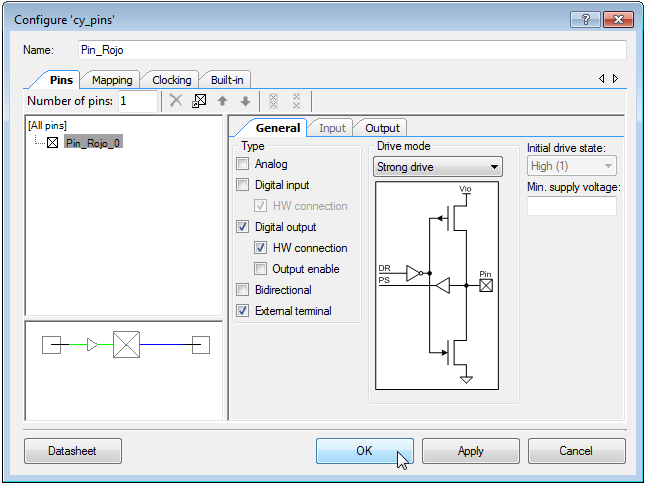 Configure 'cy_pins'
Name: Pin_Rojo
Pins Mapping Clocking Built-in
Number of pins: 1
[All pins]
Pin_Rojo_0
General Input Output
Type
Analog
Digital input
HW connection
Digital output
HW connection
Output enable
Bidirectional
External terminal
Drive mode
Strong drive
Vio
DR
PS
Pin
Initial drive state:
High (1)
Min. supply voltage:
Datasheet OK Apply Cancel